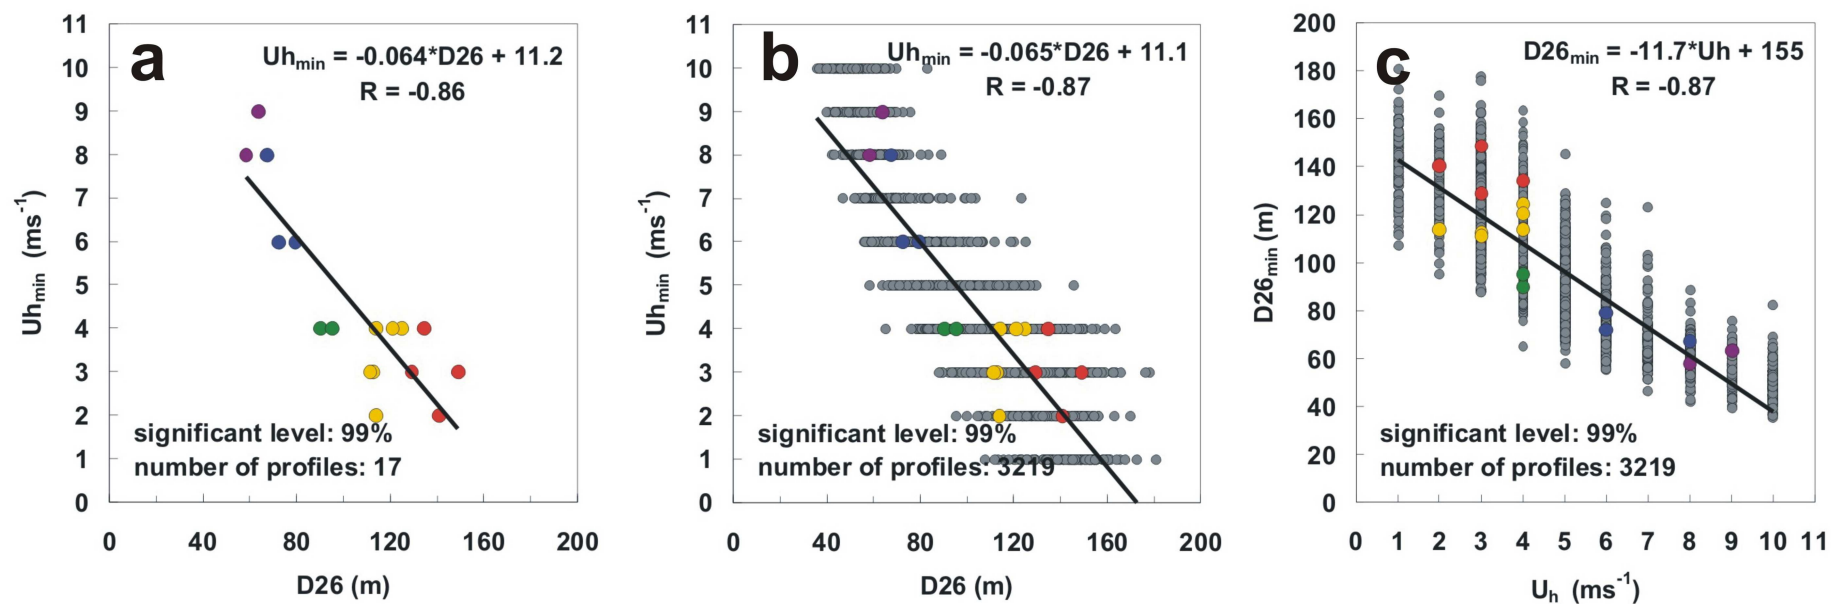 a
Uhmin = -0.064*D26 + 11.2
R = -0.86
11
10
9
8
7
6
5
4
3
2
1
0
Uhmin (ms-1)
significant level: 99%
number of profiles: 17
0 40 80 120 160 200
D26 (m)
b
Uhmin = -0.065*D26 + 11.1
R = -0.87
11
10
9
8
7
6
5
4
3
2
1
0
Uhmin (ms-1)
significant level: 99%
number of profiles: 3219
0 40 80 120 160 200
D26 (m)
c
D26min = -11.7*Uh + 155
R = -0.87
200
180
160
140
120
100
80
60
40
20
0
D26min (m)
significant level: 99%
number of profiles: 3219
0 1 2 3 4 5 6 7 8 9 10 11
Uh (ms-1)